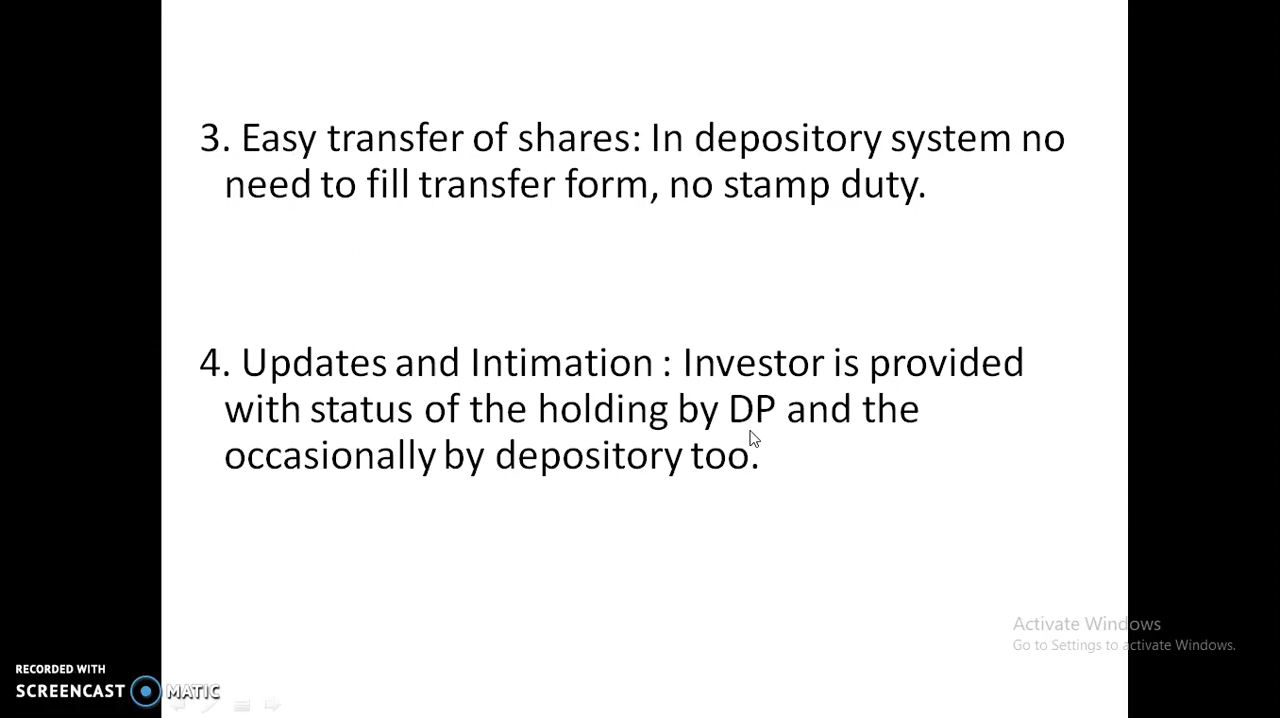 3. Easy transfer of shares: In depository system no
need to fill transfer form, no stamp duty.
4. Updates and Intimation : Investor is provided
with status of the holding by DP and the
occasionally by depository too.
Activate Windows
Go to Settings to activate Windows.
RECORDED WITH
SCREENCAST MATIC